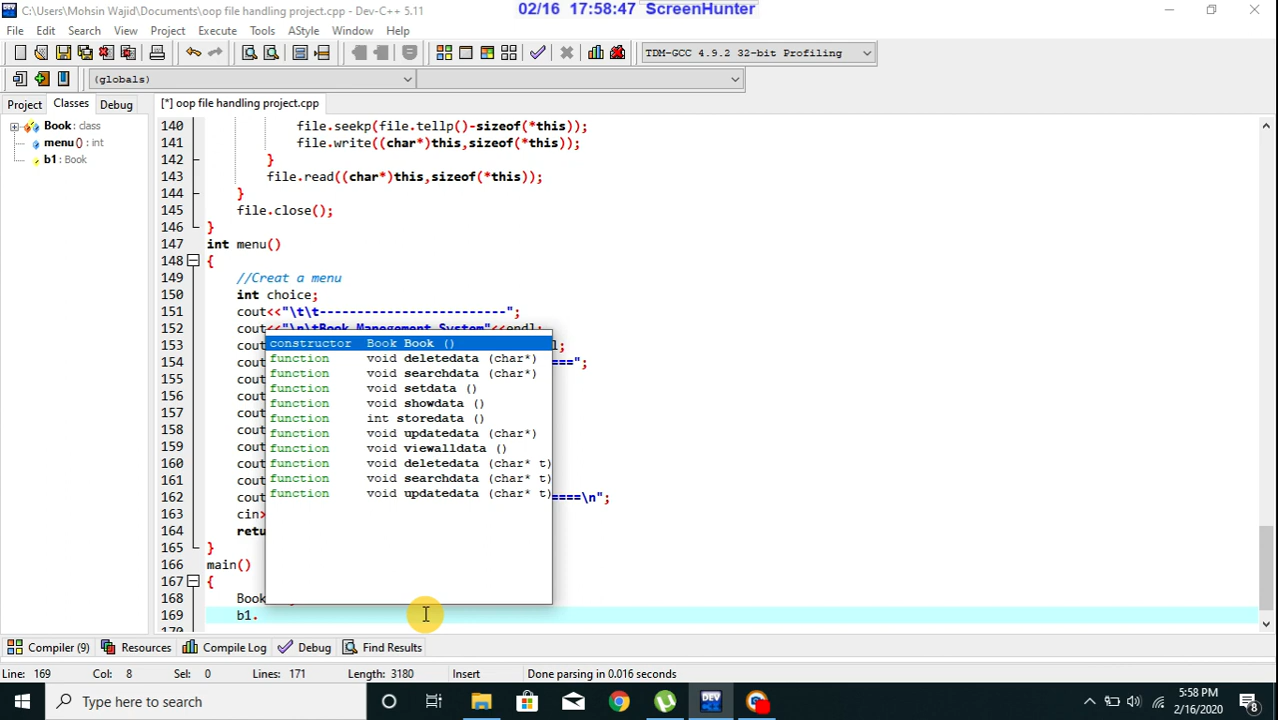 02/16 17:58:47 ScreenHunter
C:\Users\Mohsin Wajid\Documents\oop file handling project.cpp - Dev-C++ 5.11
File Edit Search View Project Execute Tools AStyle Window Help
TDM-GCC 4.9.2 32-bit Profiling
(globals)
Project Classes Debug
[*] oop file handling project.cpp
Book : class
menu () : int
b1 : Book
140 file.seekp(file.tellp()-sizeof(*this));
141 file.write((char*)this,sizeof(*this));
142 }
143 file.read((char*)this,sizeof(*this));
144 }
145 file.close();
146 }
147 int menu()
148 {
149 //Creat a menu
150 int choice;
151 cout<<"\t\t-------------------------";
152 cout<<"\n\tBook Manegement System"<<endl;
153 cout l;
154 cout ==";
155 cout
156 cout
157 cout
158 cout
159 cout
160 cout
161 cout
162 cout ====\n";
163 cin>
164 retu
165 }
166 main()
167 {
168 Book
169 b1.
170
constructor Book Book ()
function void deletedata (char*)
function void searchdata (char*)
function void setdata ()
function void showdata ()
function int storedata ()
function void updatedata (char*)
function void viewalldata ()
function void deletedata (char* t)
function void searchdata (char* t)
function void updatedata (char* t)
Compiler (9) Resources Compile Log Debug Find Results
Line: 169 Col: 8 Sel: 0 Lines: 171 Length: 3180 Insert Done parsing in 0.016 seconds
Type here to search
DEV
5:58 PM
2/16/2020
8